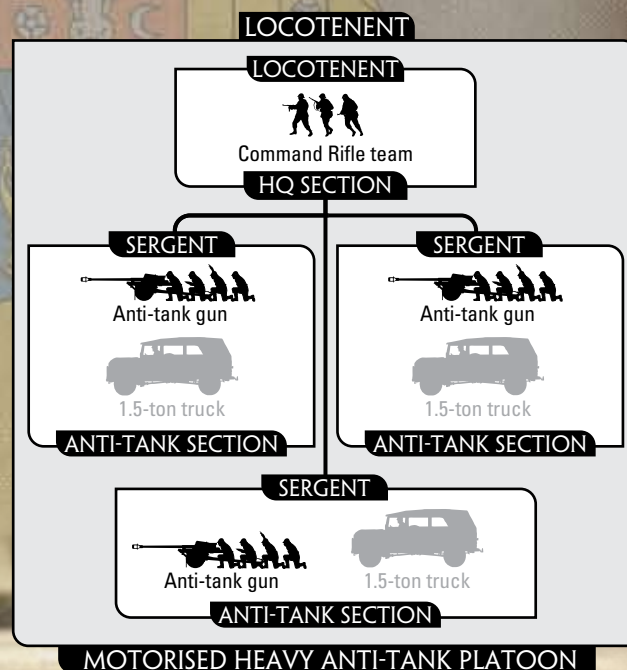 LOCOTENENT
LOCOTENENT
Command Rifle team
HQ SECTION
SERGENT
Anti-tank gun
1.5-ton truck
ANTI-TANK SECTION
SERGENT
Anti-tank gun
1.5-ton truck
ANTI-TANK SECTION
SERGENT
Anti-tank gun
1.5-ton truck
ANTI-TANK SECTION
MOTORISED HEAVY ANTI-TANK PLATOON